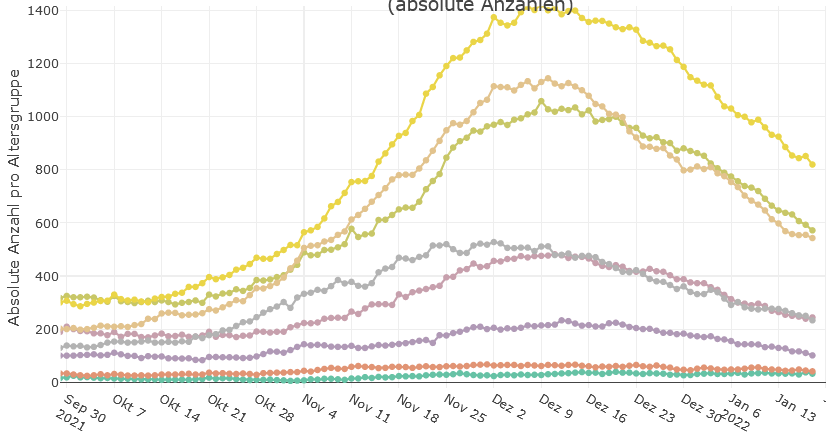 (absolute Anzahlen)
Absolute Anzahl pro Altersgruppe
1400
1200
1000
800
600
400
200
0
Sep 30
2021
Okt 7
Okt 14
Okt 21
Okt 28
Nov 4
Nov 11
Nov 18
Nov 25
Dez 2
Dez 9
Dez 16
Dez 23
Dez 30
Jan 6
2022
Jan 13